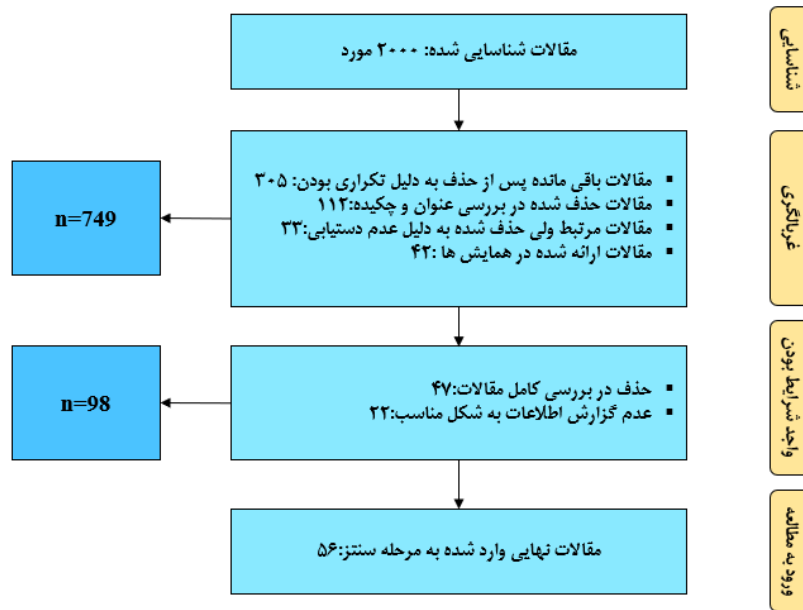 شناسایی
مقالات شناسایی شده: ۲۰۰۰ مورد
غربالگری
▪ مقالات باقی مانده پس از حذف به دلیل تکراری بودن: ۳۰۵
▪ مقالات حذف شده در بررسی عنوان و چکیده:۱۱۲
▪ مقالات مرتبط ولی حذف شده به دلیل عدم دستیابی:۳۳
▪ مقالات ارائه شده در همایش ها :۴۲
n=749
واجد شرایط بودن
▪ حذف در بررسی کامل مقالات:۴۷
▪ عدم گزارش اطلاعات به شکل مناسب:۲۲
n=98
ورود به مطالعه
مقالات نهایی وارد شده به مرحله سنتز:۵۶